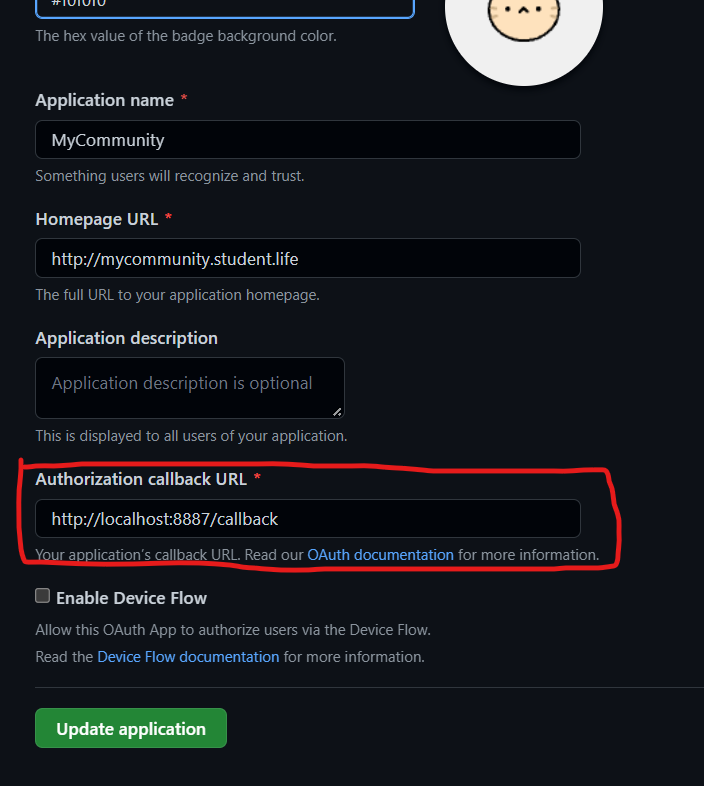 #f0f0f0
The hex value of the badge background color.
Application name *
MyCommunity
Something users will recognize and trust.
Homepage URL *
http://mycommunity.student.life
The full URL to your application homepage.
Application description
Application description is optional
This is displayed to all users of your application.
Authorization callback URL *
http://localhost:8887/callback
Your application's callback URL. Read our OAuth documentation for more information.
Enable Device Flow
Allow this OAuth App to authorize users via the Device Flow.
Read the Device Flow documentation for more information.
Update application